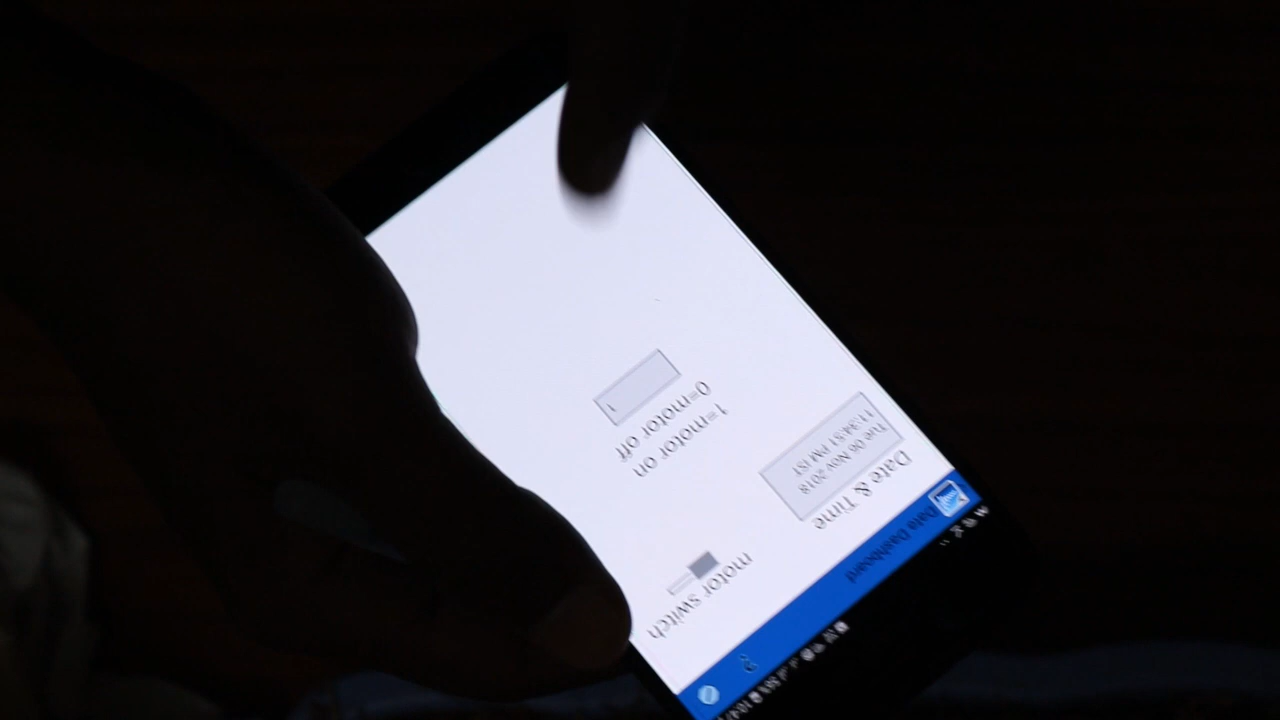 Data Dashboard
Date & Time
Tue 06 Nov 2018
11:34:51 PM IST
motor switch
1=motor on
0=motor off